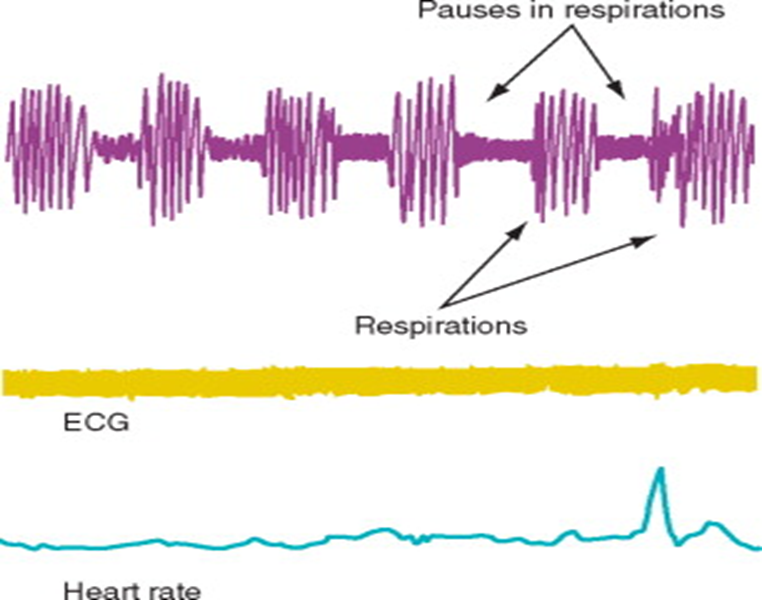 Pauses in respirations
Respirations
ECG
Heart rate